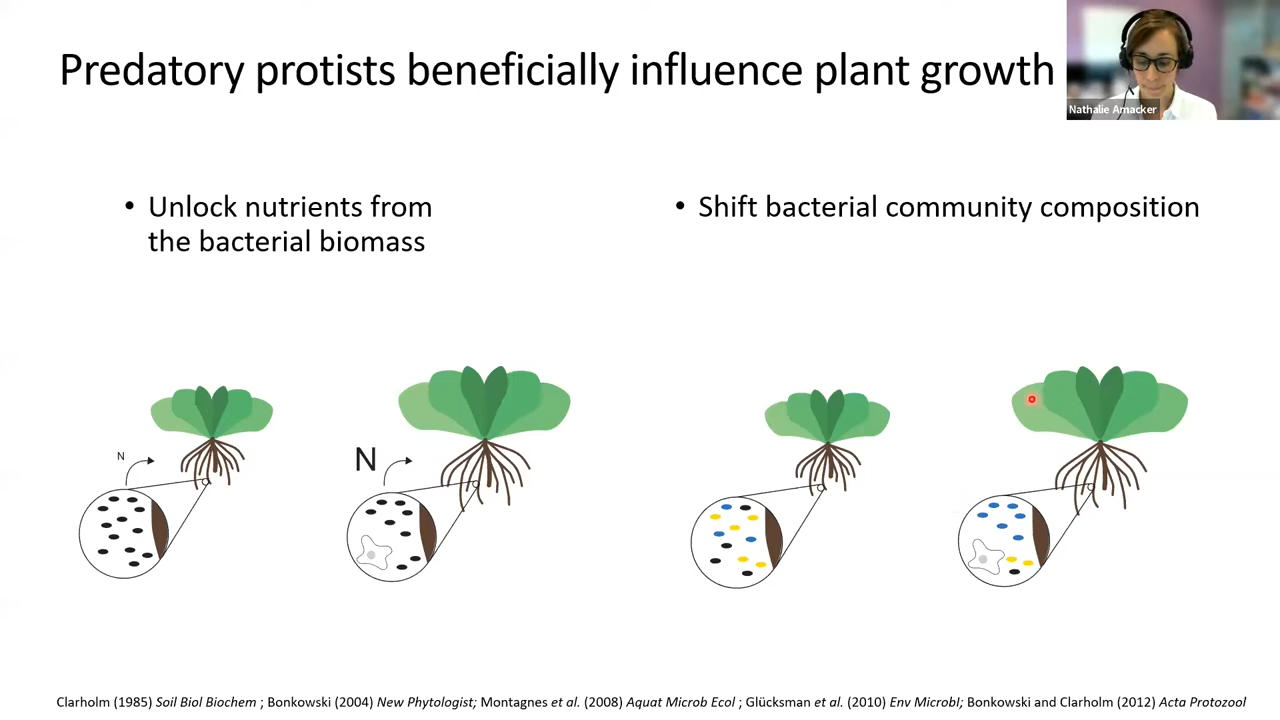 Predatory protists beneficially influence plant growth
Nathalie Amacker
• Unlock nutrients from
the bacterial biomass
• Shift bacterial community composition
N
N
Clarholm (1985) Soil Biol Biochem ; Bonkowski (2004) New Phytologist; Montagnes et al. (2008) Aquat Microb Ecol ; Glücksman et al. (2010) Env Microbl; Bonkowski and Clarholm (2012) Acta Protozool